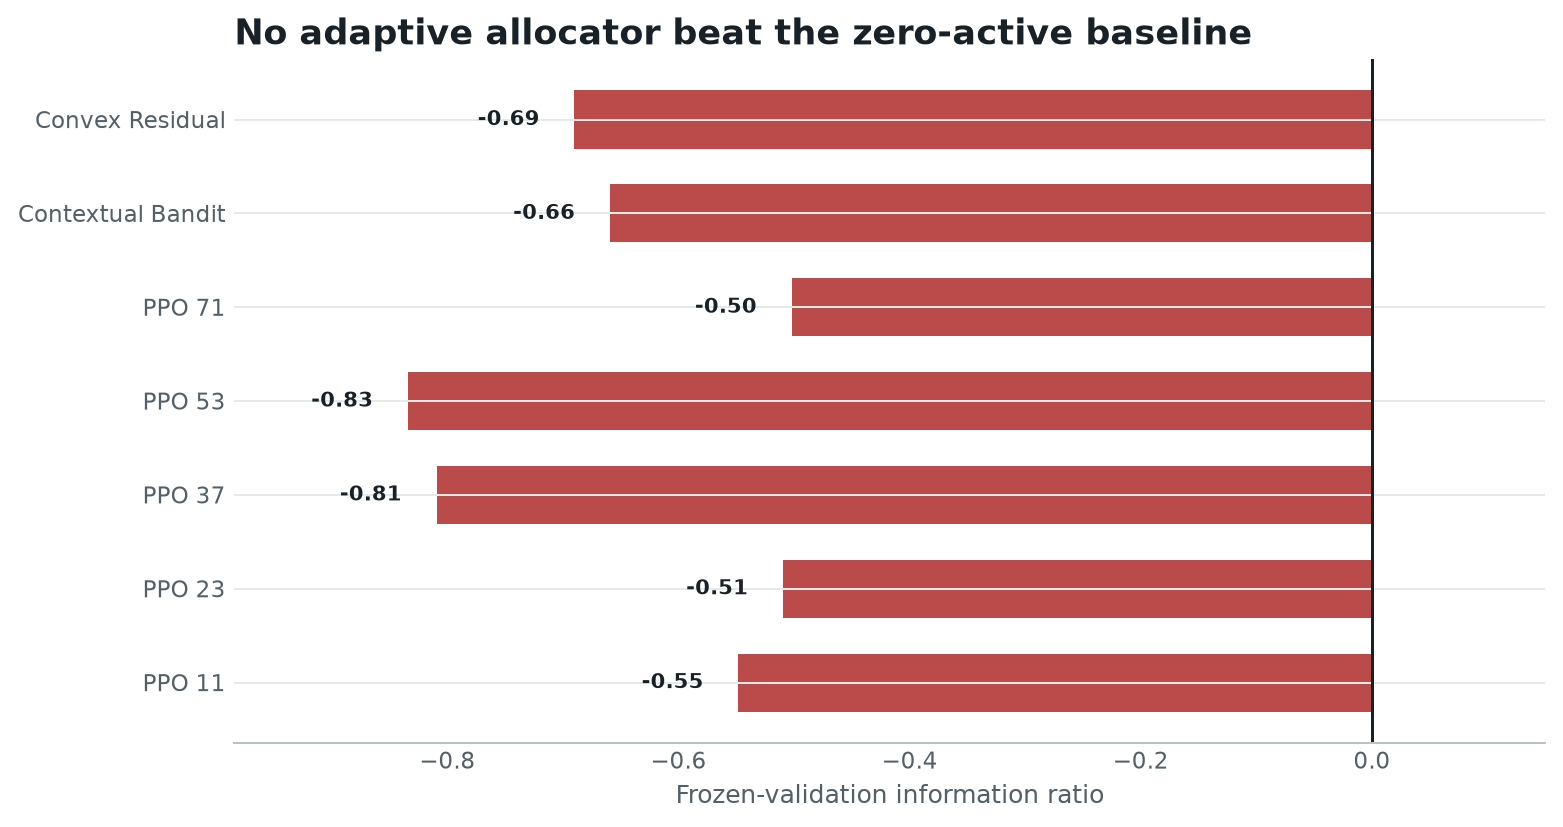 No adaptive allocator beat the zero-active baseline
Convex Residual
-0.69
Contextual Bandit
-0.66
PPO 71
-0.50
PPO 53
-0.83
PPO 37
-0.81
PPO 23
-0.51
PPO 11
-0.55
−0.8 −0.6 −0.4 −0.2 0.0
Frozen-validation information ratio